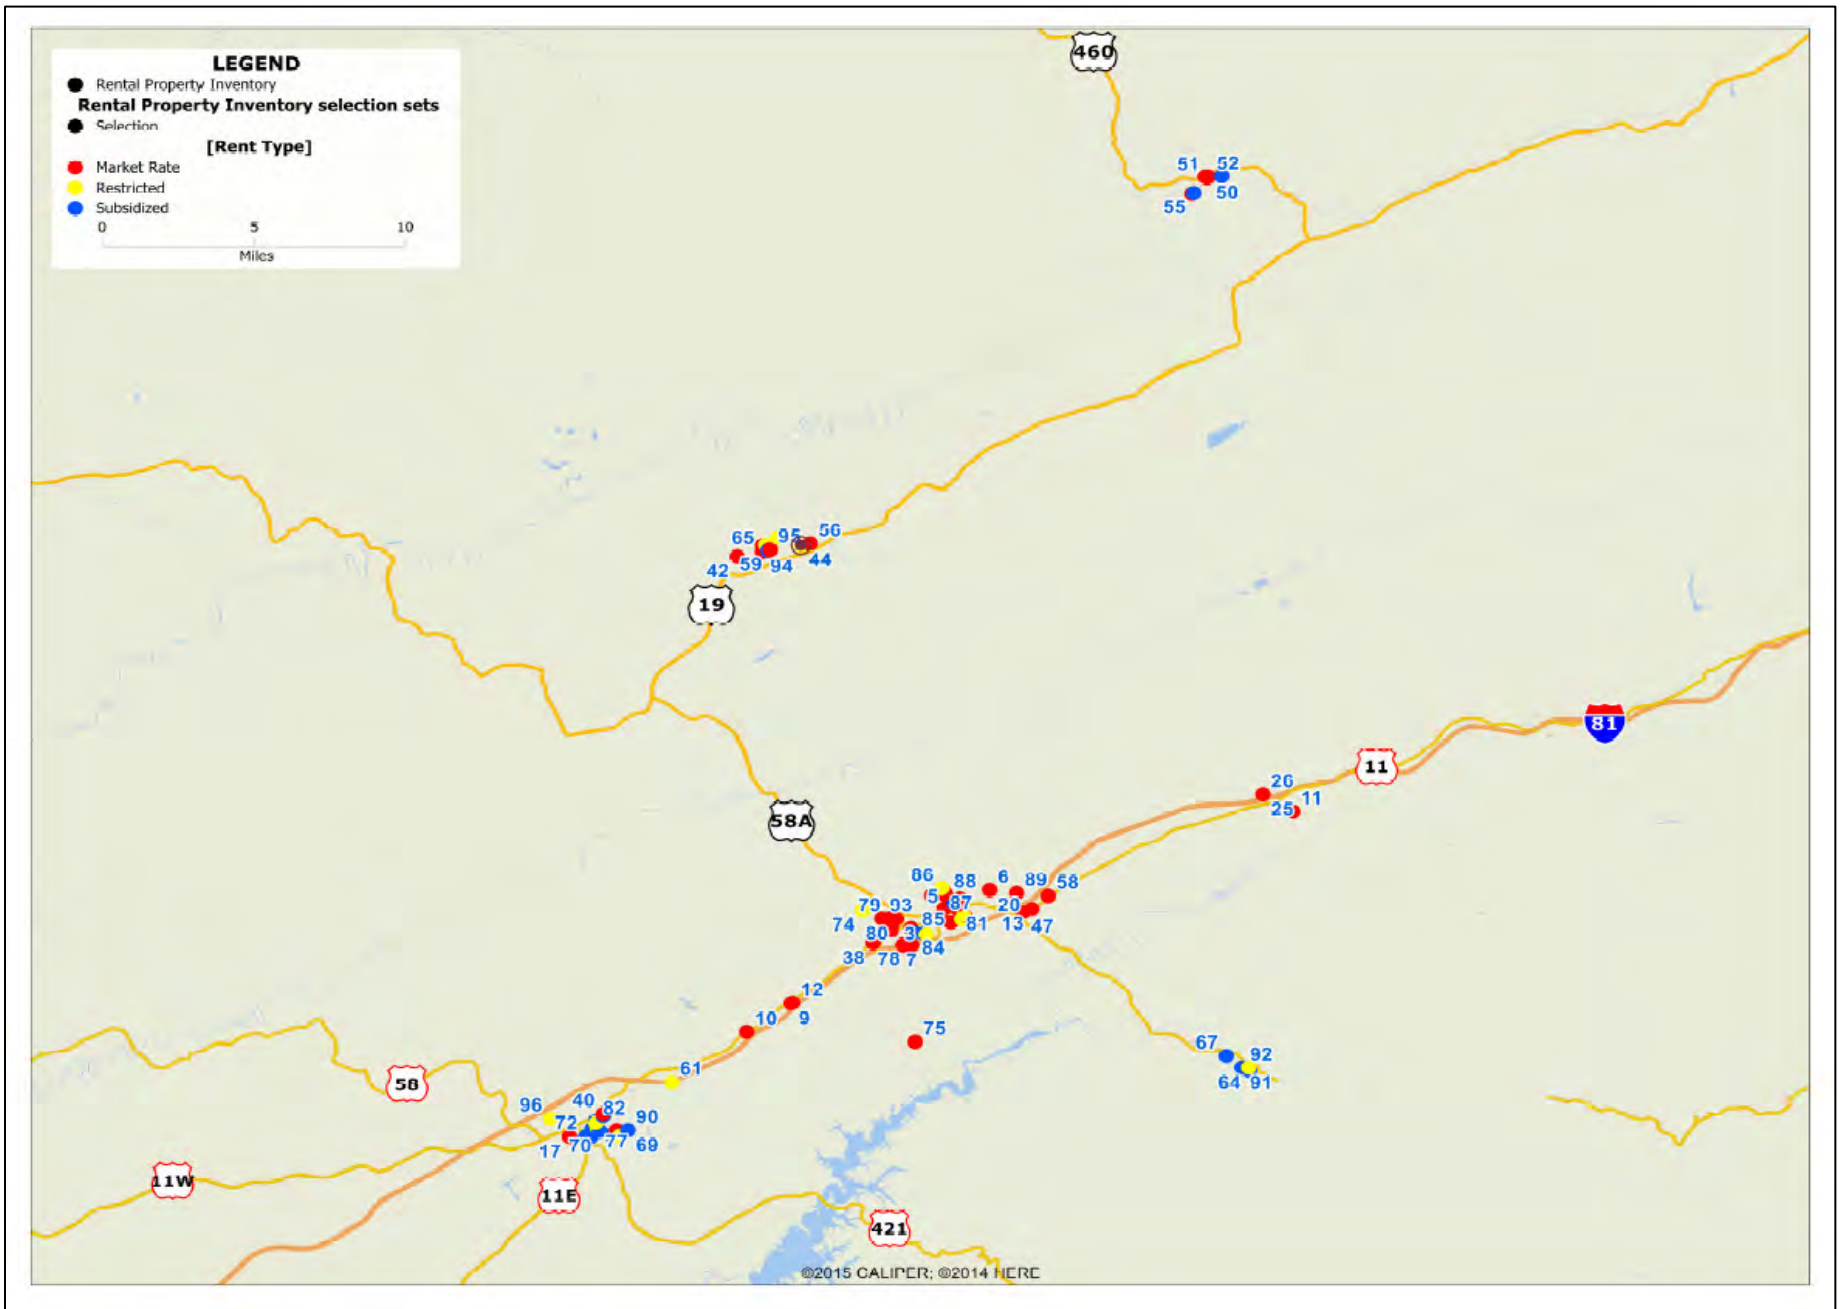 LEGEND
Rental Property Inventory
Rental Property Inventory selection sets
Selection
[Rent Type]
Market Rate
Restricted
Subsidized
0 5 10
Miles
460
51 52
55 50
65 95 56
42 59 94 44
19
81
11
26
11
25
58A
86 88 6 89 58
5 87 20
79 93 85 81 13 47
74 80 3 84
38 78 7
12
10 9
75
67 92
64 91
61
58
96 40 82 90
72
17 70 77 69
11W
11E
421
©2015 CALIPER; ©2014 HERE